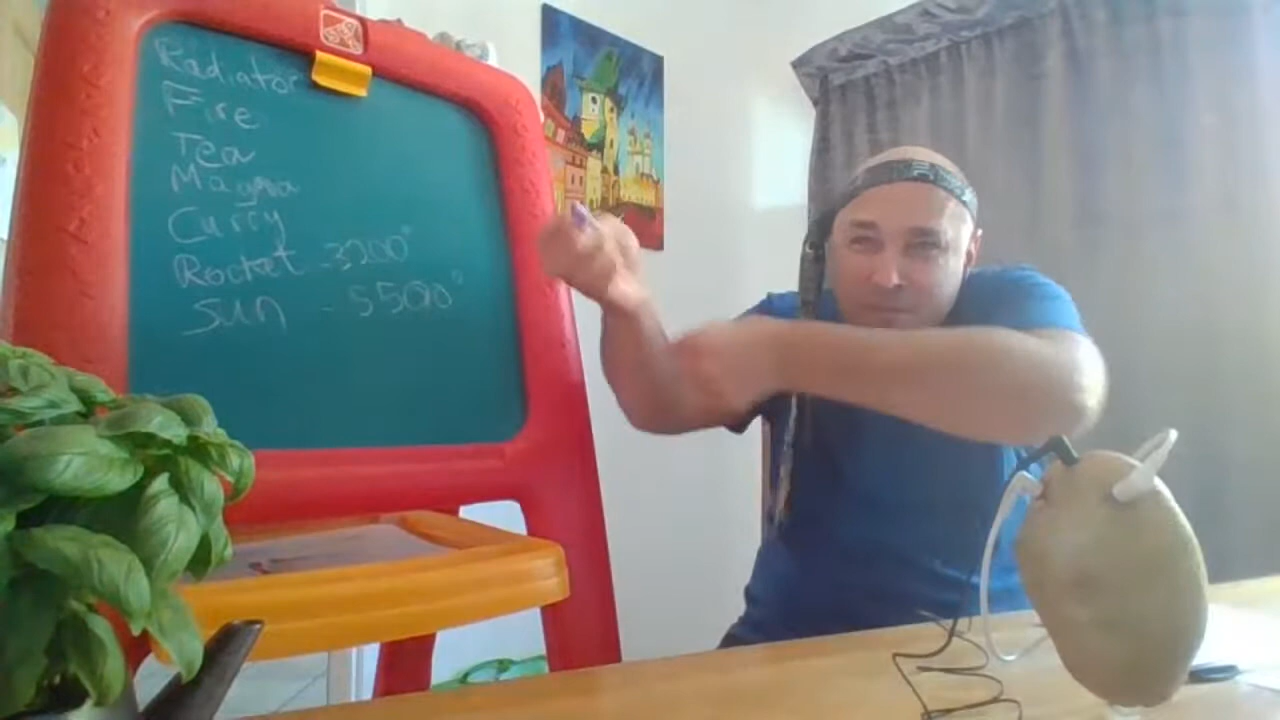 Radiator
Fire
Tea
Magma
Curry
Rocket - 3200°
Sun - 5500°